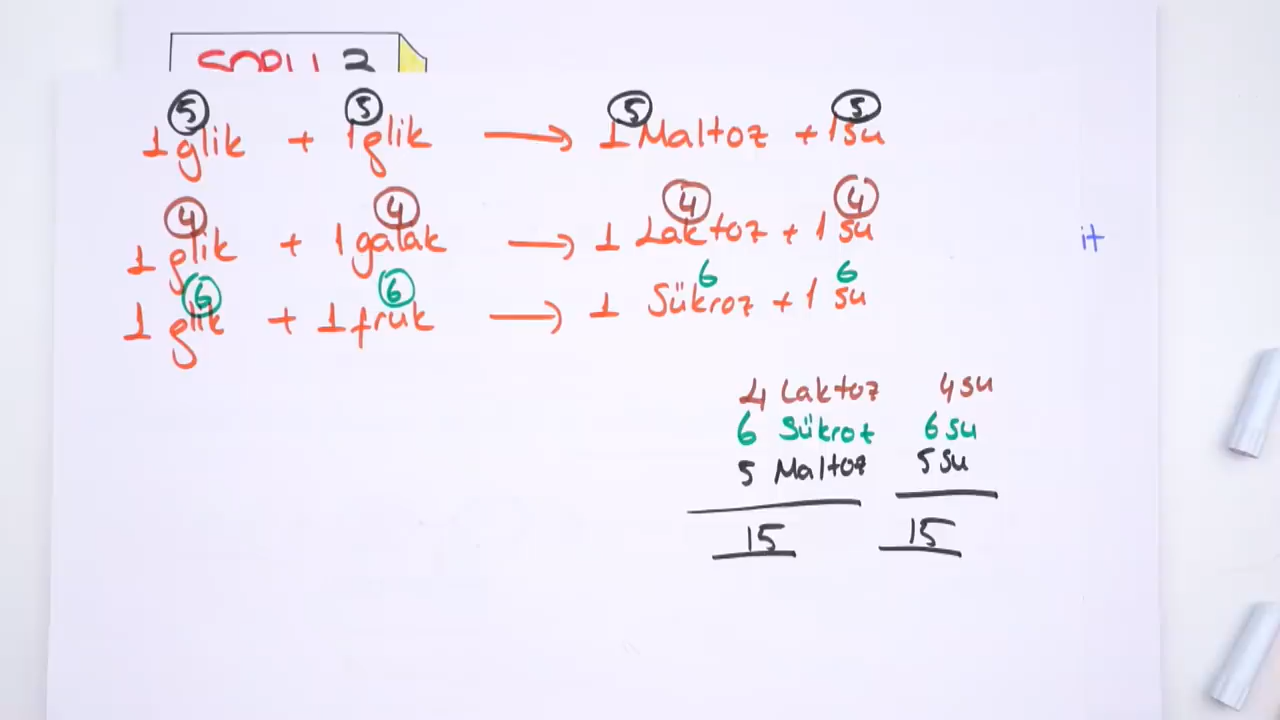 2
5 5 5 5
1 glik + 1 glik → 1 Maltoz + 1 su
4 4 4 4
1 glik + 1 galak → 1 Laktoz + 1 su
it
6 6 6 6
1 glik + 1 fruk → 1 Sükroz + 1 su
4 Laktoz 4 su
6 Sükroz 6 su
5 Maltoz 5 su
15 15